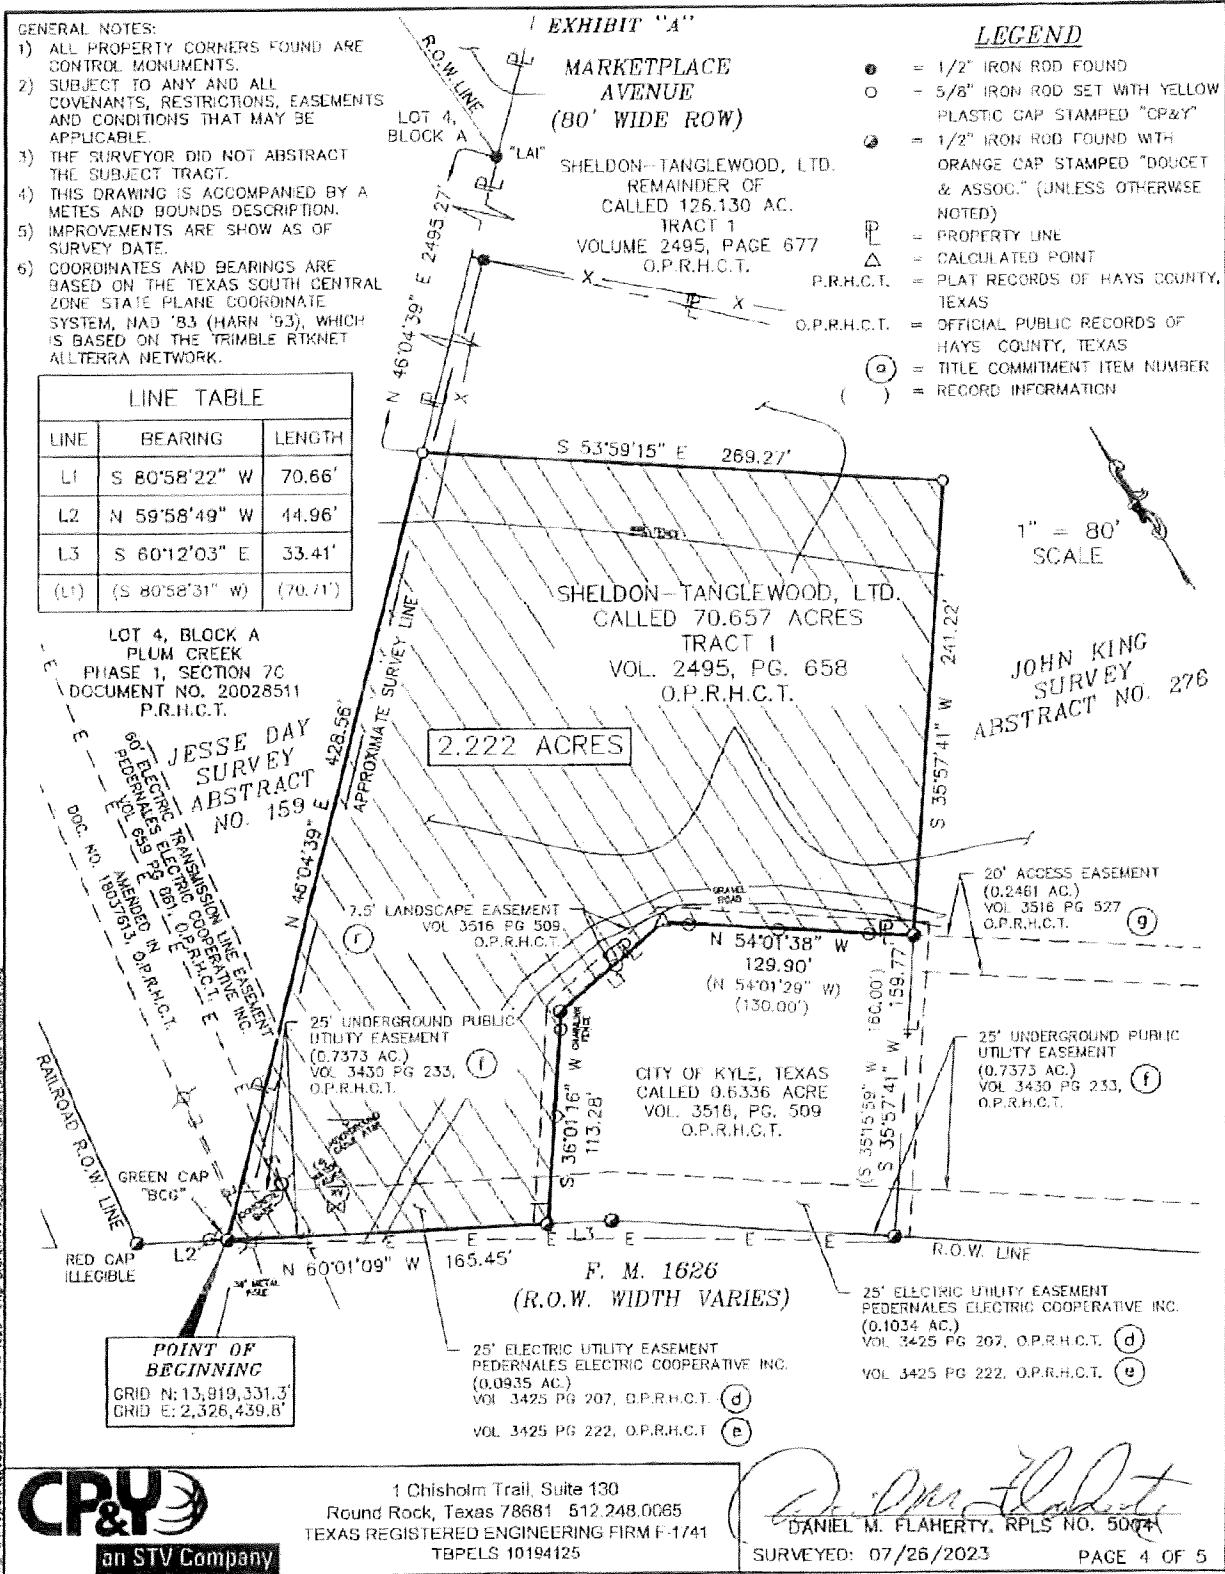 GENERAL NOTES:
1) ALL PROPERTY CORNERS FOUND ARE
CONTROL MONUMENTS.
2) SUBJECT TO ANY AND ALL
COVENANTS, RESTRICTIONS, EASEMENTS
AND CONDITIONS THAT MAY BE
APPLICABLE.
3) THE SURVEYOR DID NOT ABSTRACT
THE SUBJECT TRACT.
4) THIS DRAWING IS ACCOMPANIED BY A
METES AND BOUNDS DESCRIPTION.
5) IMPROVEMENTS ARE SHOW AS OF
SURVEY DATE.
6) COORDINATES AND BEARINGS ARE
BASED ON THE TEXAS SOUTH CENTRAL
ZONE STATE PLANE COORDINATE
SYSTEM, NAD '83 (HARN '93), WHICH
IS BASED ON THE TRIMBLE RTKNET
ALLTERRA NETWORK.
EXHIBIT "A"
MARKETPLACE
AVENUE
(80' WIDE ROW)
R.O.W. LINE
LOT 4,
BLOCK A
"LAI"
SHELDON-TANGLEWOOD, LTD.
REMAINDER OF
CALLED 126.130 AC.
TRACT 1
VOLUME 2495, PAGE 677
O.P.R.H.C.T.
LEGEND
= 1/2" IRON ROD FOUND
= 5/8" IRON ROD SET WITH YELLOW
PLASTIC CAP STAMPED "CP&Y"
= 1/2" IRON ROD FOUND WITH
ORANGE CAP STAMPED "DOUCET
& ASSOC." (UNLESS OTHERWISE
NOTED)
PL = PROPERTY LINE
△ = CALCULATED POINT
P.R.H.C.T. = PLAT RECORDS OF HAYS COUNTY,
TEXAS
O.P.R.H.C.T. = OFFICIAL PUBLIC RECORDS OF
HAYS COUNTY, TEXAS
(a) = TITLE COMMITMENT ITEM NUMBER
( ) = RECORD INFORMATION
LINE TABLE
LINE BEARING LENGTH
L1 S 80°58'22" W 70.66'
L2 N 59°58'49" W 44.96'
L3 S 60°12'03" E 33.41'
(L1) (S 80°58'31" W) (70.71')
N 46°04'39" E 2495.27'
S 53°59'15" E 269.27'
1" = 80'
SCALE
SHELDON-TANGLEWOOD, LTD.
CALLED 70.657 ACRES
TRACT 1
VOL. 2495, PG. 658
O.P.R.H.C.T.
2.222 ACRES
S 35°57'41" W 241.22'
JOHN KING
SURVEY
ABSTRACT NO. 276
LOT 4, BLOCK A
PLUM CREEK
PHASE 1, SECTION 7C
DOCUMENT NO. 20028511
P.R.H.C.T.
JESSE DAY
SURVEY
ABSTRACT
NO. 159
N 46°04'39" E 428.56'
APPROXIMATE SURVEY LINE
60' ELECTRIC TRANSMISSION LINE EASEMENT
PEDERNALES ELECTRIC COOPERATIVE INC.
VOL 659 PG 861, O.P.R.H.C.T.
AMENDED IN
DOC. NO. 18037613, O.P.R.H.C.T.
7.5' LANDSCAPE EASEMENT
VOL 3516 PG 509,
O.P.R.H.C.T.
(r)
GRAVEL
ROAD
N 54°01'38" W
129.90'
(N 54°01'29" W)
(130.00')
20' ACCESS EASEMENT
(0.2461 AC.)
VOL 3516 PG 527
O.P.R.H.C.T.
(g)
25' UNDERGROUND PUBLIC
UTILITY EASEMENT
(0.7373 AC.)
VOL 3430 PG 233,
O.P.R.H.C.T.
(f)
CHAINLINK
FENCE
S 36°01'16" W
113.28'
CITY OF KYLE, TEXAS
CALLED 0.6336 ACRE
VOL. 3516, PG. 509
O.P.R.H.C.T.
(S 35°15'59" W 160.00')
S 35°57'41" W 159.77'
25' UNDERGROUND PUBLIC
UTILITY EASEMENT
(0.7373 AC.)
VOL 3430 PG 233,
O.P.R.H.C.T.
(f)
RAILROAD R.O.W. LINE
GREEN CAP
"BCG"
RED CAP
ILLEGIBLE
L2
N 60°01'09" W 165.45'
L3
R.O.W. LINE
F. M. 1626
(R.O.W. WIDTH VARIES)
POINT OF
BEGINNING
GRID N: 13,919,331.3'
GRID E: 2,326,439.8'
25' ELECTRIC UTILITY EASEMENT
PEDERNALES ELECTRIC COOPERATIVE INC.
(0.0935 AC.)
VOL 3425 PG 207, O.P.R.H.C.T. (d)
VOL 3425 PG 222, O.P.R.H.C.T (e)
25' ELECTRIC UTILITY EASEMENT
PEDERNALES ELECTRIC COOPERATIVE INC.
(0.1034 AC.)
VOL 3425 PG 207, O.P.R.H.C.T. (d)
VOL 3425 PG 222, O.P.R.H.C.T. (e)
CP&Y
an STV Company
1 Chisholm Trail, Suite 130
Round Rock, Texas 78681 512.248.0065
TEXAS REGISTERED ENGINEERING FIRM F-1741
TBPELS 10194125
DANIEL M. FLAHERTY, RPLS NO. 5004
SURVEYED: 07/26/2023
PAGE 4 OF 5